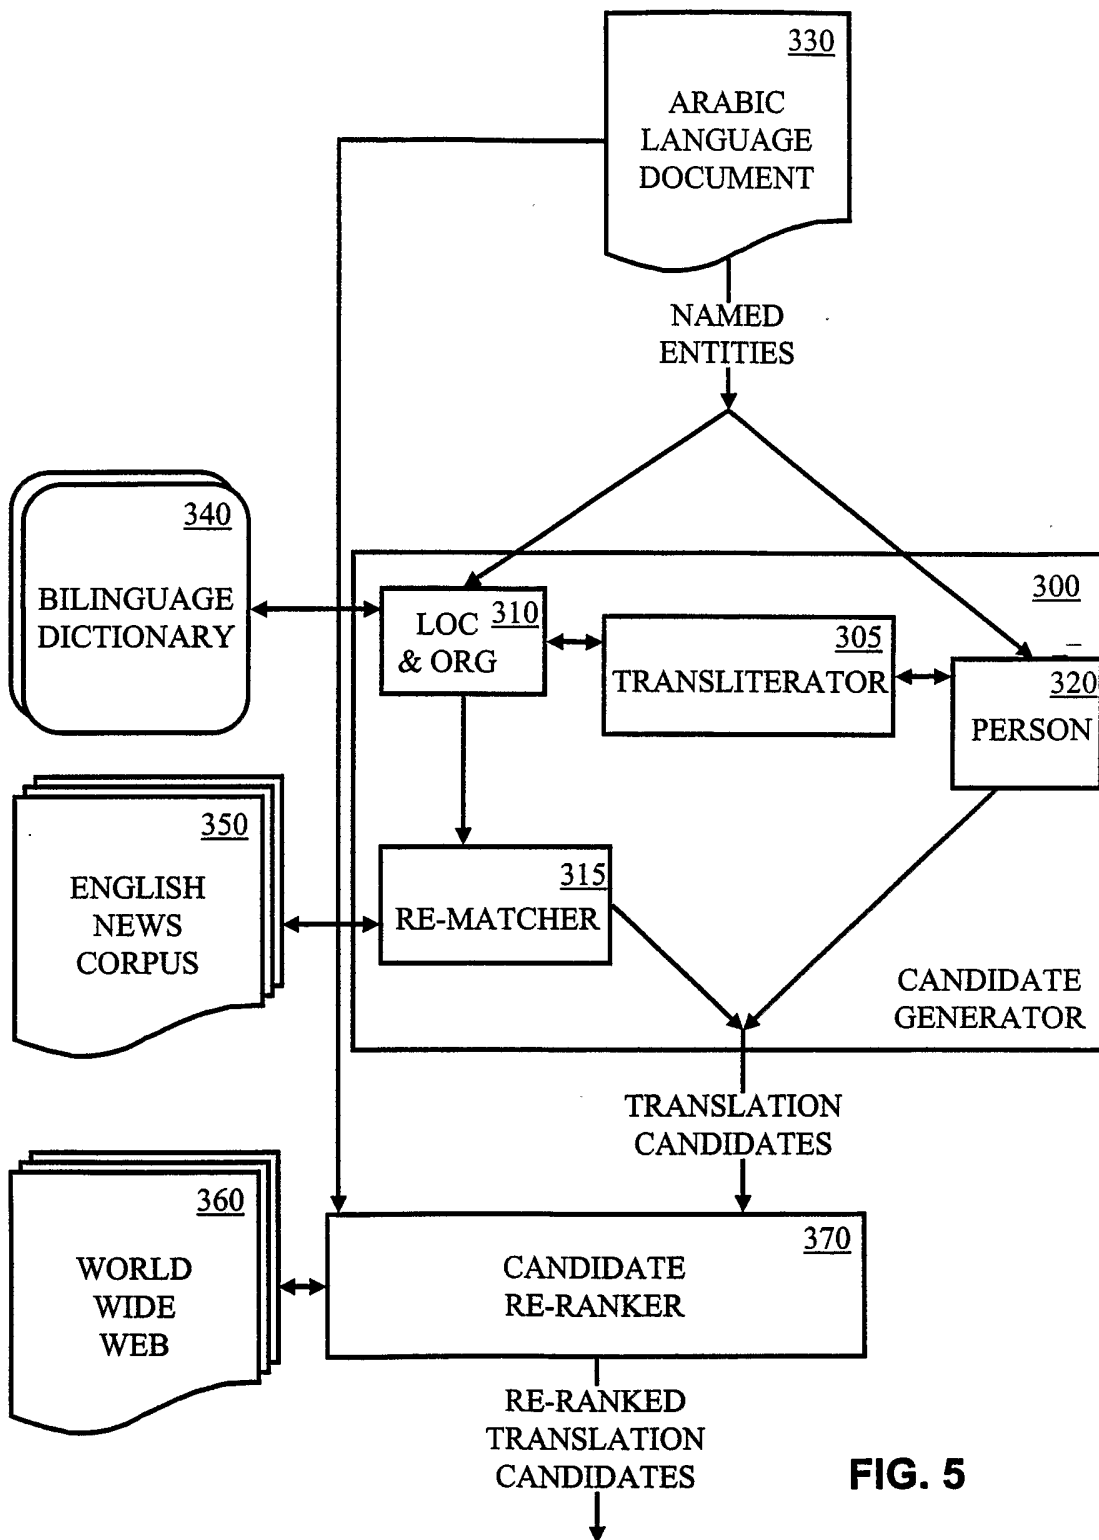 330
ARABIC
LANGUAGE
DOCUMENT
NAMED
ENTITIES
340
BILINGUAGE
DICTIONARY
300
310
LOC
& ORG
305
TRANSLITERATOR
320
PERSON
350
ENGLISH
NEWS
CORPUS
315
RE-MATCHER
CANDIDATE
GENERATOR
TRANSLATION
CANDIDATES
360
WORLD
WIDE
WEB
370
CANDIDATE
RE-RANKER
RE-RANKED
TRANSLATION
CANDIDATES
FIG. 5